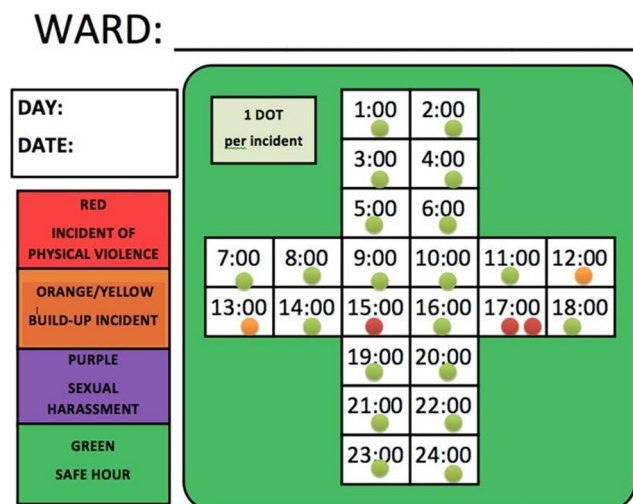 WARD:
DAY:
DATE:
RED
INCIDENT OF
PHYSICAL VIOLENCE
ORANGE/YELLOW
BUILD-UP INCIDENT
PURPLE
SEXUAL
HARASSMENT
GREEN
SAFE HOUR
1 DOT
per incident
1:00 2:00
3:00 4:00
5:00 6:00
7:00 8:00 9:00 10:00 11:00 12:00
13:00 14:00 15:00 16:00 17:00 18:00
19:00 20:00
21:00 22:00
23:00 24:00